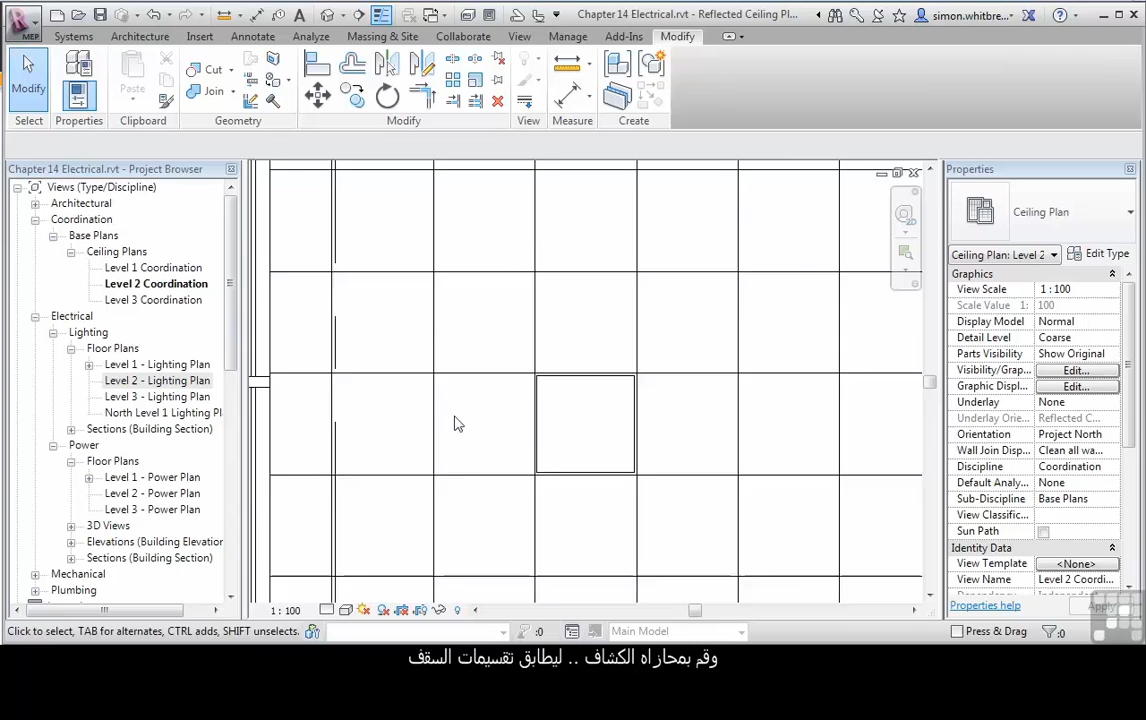 Chapter 14 Electrical.rvt - Reflected Ceiling Pl...
simon.whitbre...
MEP
Systems Architecture Insert Annotate Analyze Massing & Site Collaborate View Manage Add-Ins Modify
Modify Paste Cut Join
Select Properties Clipboard Geometry Modify View Measure Create
Chapter 14 Electrical.rvt - Project Browser
Views (Type/Discipline)
Architectural
Coordination
Base Plans
Ceiling Plans
Level 1 Coordination
Level 2 Coordination
Level 3 Coordination
Electrical
Lighting
Floor Plans
Level 1 - Lighting Plan
Level 2 - Lighting Plan
Level 3 - Lighting Plan
North Level 1 Lighting Pl
Sections (Building Section)
Power
Floor Plans
Level 1 - Power Plan
Level 2 - Power Plan
Level 3 - Power Plan
3D Views
Elevations (Building Elevation
Sections (Building Section)
Mechanical
Plumbing
2D
Properties
Ceiling Plan
Ceiling Plan: Level 2 Edit Type
Graphics
View Scale 1 : 100
Scale Value 1: 100
Display Model Normal
Detail Level Coarse
Parts Visibility Show Original
Visibility/Grap... Edit...
Graphic Displ... Edit...
Underlay None
Underlay Orie... Reflected C...
Orientation Project North
Wall Join Disp... Clean all wa...
Discipline Coordination
Default Analy... None
Sub-Discipline Base Plans
View Classific...
Sun Path
Identity Data
View Template <None>
View Name Level 2 Coordi...
Properties help Apply
1 : 100
Click to select, TAB for alternates, CTRL adds, SHIFT unselects. :0 Main Model Press & Drag :0
وقم بمحازاه الكشاف .. ليطابق تقسيمات السقف